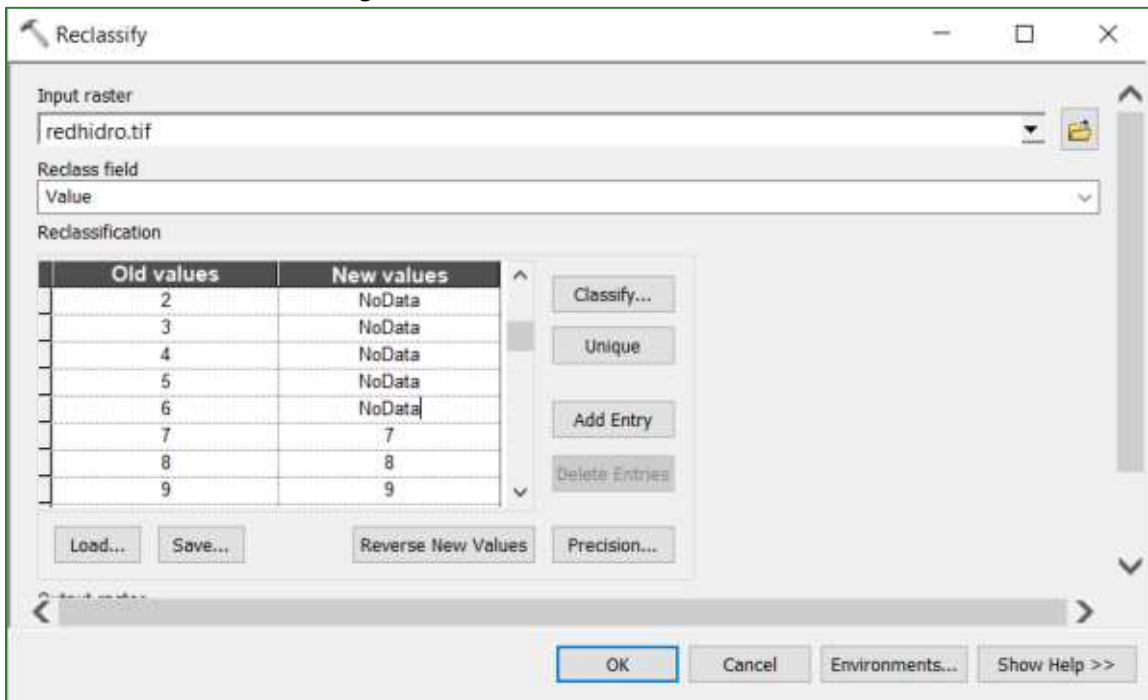 Reclassify
Input raster
redhidro.tif
Reclass field
Value
Reclassification
Old values New values
2 NoData
3 NoData
4 NoData
5 NoData
6 NoData
7 7
8 8
9 9
Classify...
Unique
Add Entry
Delete Entries
Load... Save... Reverse New Values Precision...
Output raster
OK Cancel Environments... Show Help >>